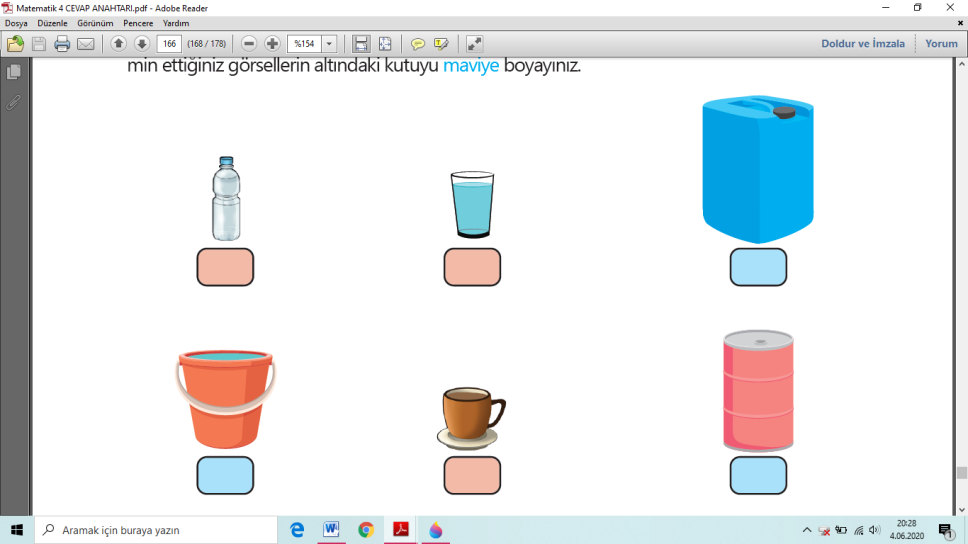 Matematik 4 CEVAP ANAHTARI.pdf - Adobe Reader
Dosya Düzenle Görünüm Pencere Yardım
166 (168 / 178) %154 Doldur ve İmzala Yorum
min ettiğiniz görsellerin altındaki kutuyu maviye boyayınız.
Aramak için buraya yazın
20:28
4.06.2020
1